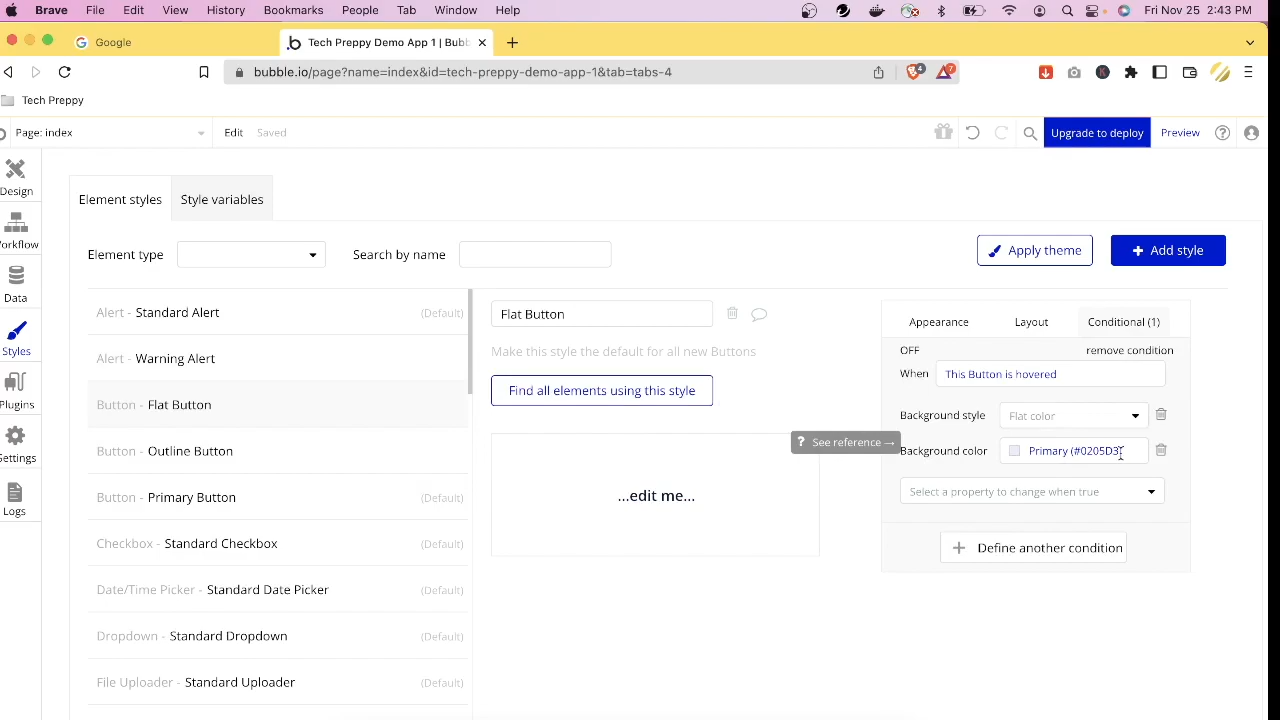 Brave File Edit View History Bookmarks People Tab Window Help Fri Nov 25 2:43 PM
Google Tech Preppy Demo App 1 | Bubb
bubble.io/page?name=index&id=tech-preppy-demo-app-1&tab=tabs-4 4 7
Tech Preppy
Page: index Edit Saved Upgrade to deploy Preview
Design
Workflow
Data
Styles
Plugins
Settings
Logs
Element styles Style variables
Element type Search by name Apply theme + Add style
Alert - Standard Alert (Default)
Alert - Warning Alert
Button - Flat Button
Button - Outline Button
Button - Primary Button (Default)
Checkbox - Standard Checkbox (Default)
Date/Time Picker - Standard Date Picker (Default)
Dropdown - Standard Dropdown (Default)
File Uploader - Standard Uploader (Default)
Flat Button
Make this style the default for all new Buttons
Find all elements using this style
...edit me...
? See reference →
Appearance Layout Conditional (1)
OFF remove condition
When This Button is hovered
Background style Flat color
Background color Primary (#0205D3)
Select a property to change when true
+ Define another condition